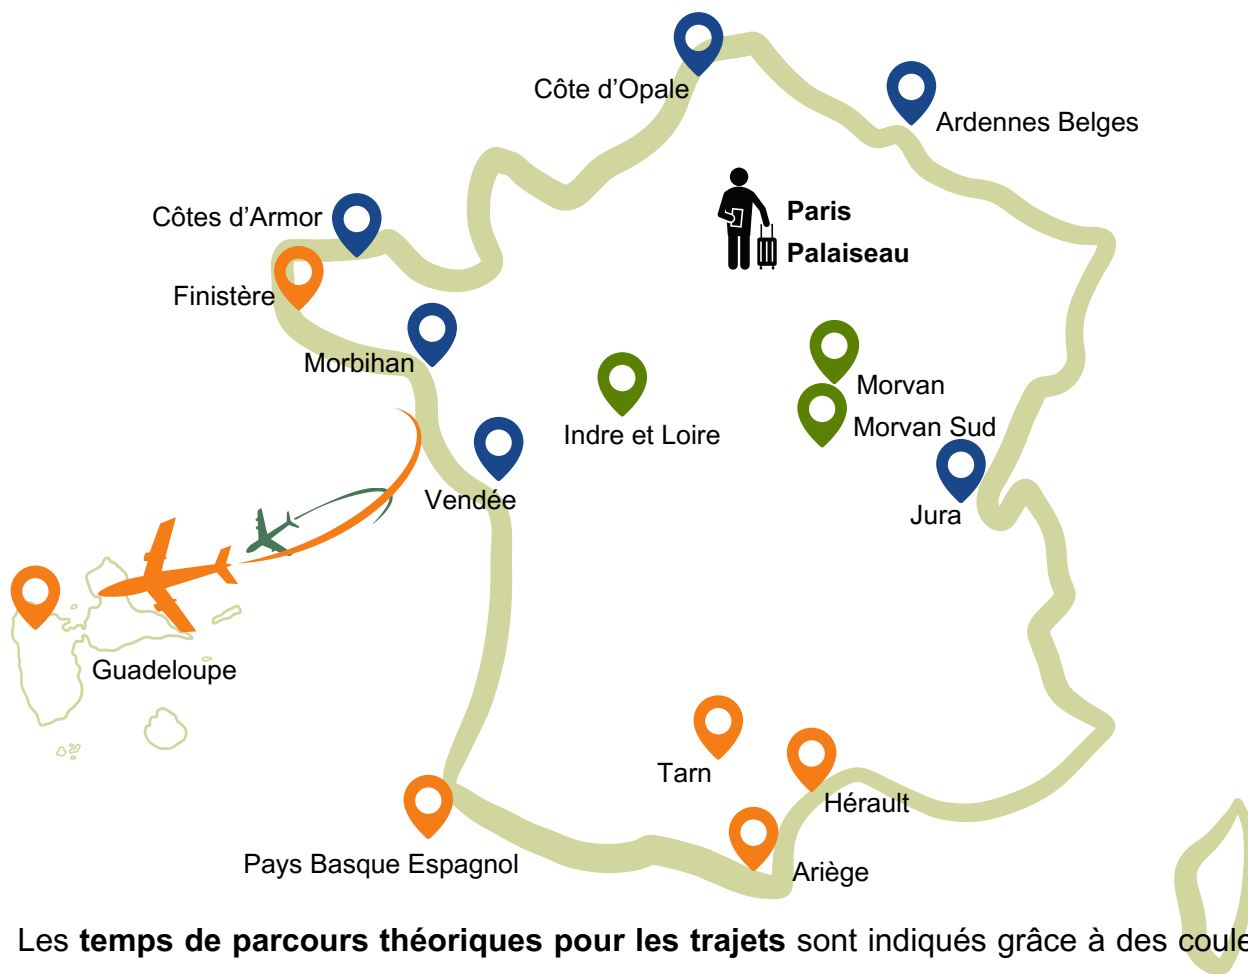 Côte d'Opale
Ardennes Belges
Paris
Palaiseau
Côtes d'Armor
Finistère
Morbihan
Morvan
Indre et Loire
Morvan Sud
Vendée
Jura
Guadeloupe
Tarn
Hérault
Pays Basque Espagnol
Ariège
Les temps de parcours théoriques pour les trajets sont indiqués grâce à des